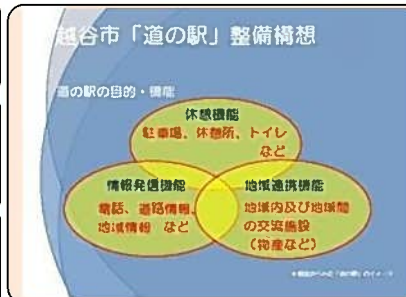 越谷市「道の駅」整備構想
道の駅の目的・機能
休憩機能
駐車場、休憩所、トイレ
など
情報発信機能
電話、道路情報、
地域情報 など
地域連携機能
地域内及び地域間
の交流施設
(物産など)